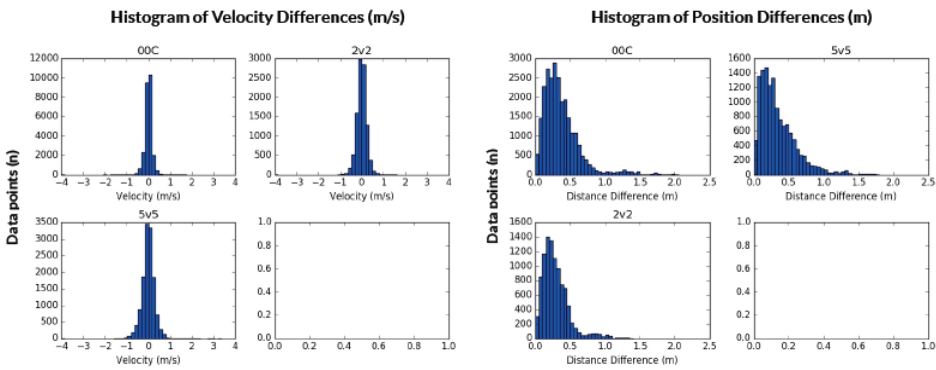 Histogram of Velocity Differences (m/s)
Histogram of Position Differences (m)
Data points (n)
00C
12000
10000
8000
6000
4000
2000
0
−4 −3 −2 −1 0 1 2 3 4
Velocity (m/s)
2v2
3000
2500
2000
1500
1000
500
0
−4 −3 −2 −1 0 1 2 3 4
Velocity (m/s)
5v5
3500
3000
2500
2000
1500
1000
500
0
−4 −3 −2 −1 0 1 2 3 4
Velocity (m/s)
1.0
0.8
0.6
0.4
0.2
0.0
0.0 0.2 0.4 0.6 0.8 1.0
Data points (n)
00C
3000
2500
2000
1500
1000
500
0
0.0 0.5 1.0 1.5 2.0 2.5
Distance Difference (m)
5v5
1600
1400
1200
1000
800
600
400
200
0
0.0 0.5 1.0 1.5 2.0 2.5
Distance Difference (m)
2v2
1600
1400
1200
1000
800
600
400
200
0
0.0 0.5 1.0 1.5 2.0 2.5
Distance Difference (m)
1.0
0.8
0.6
0.4
0.2
0.0
0.0 0.2 0.4 0.6 0.8 1.0